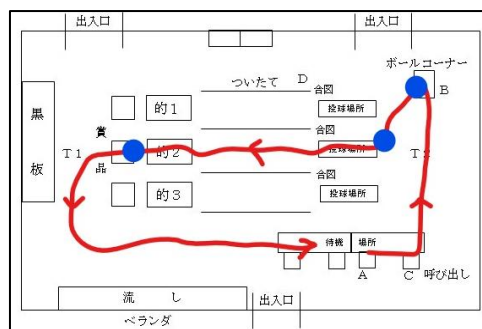 出入口 出入口
ボールコーナー
ついたて D 合図
B
黒板
賞品
的1 投球場所
合図
T1 的2 投球場所 T2
合図
的3 投球場所
待機 場所
A C 呼び出し
流し 出入口
ベランダ